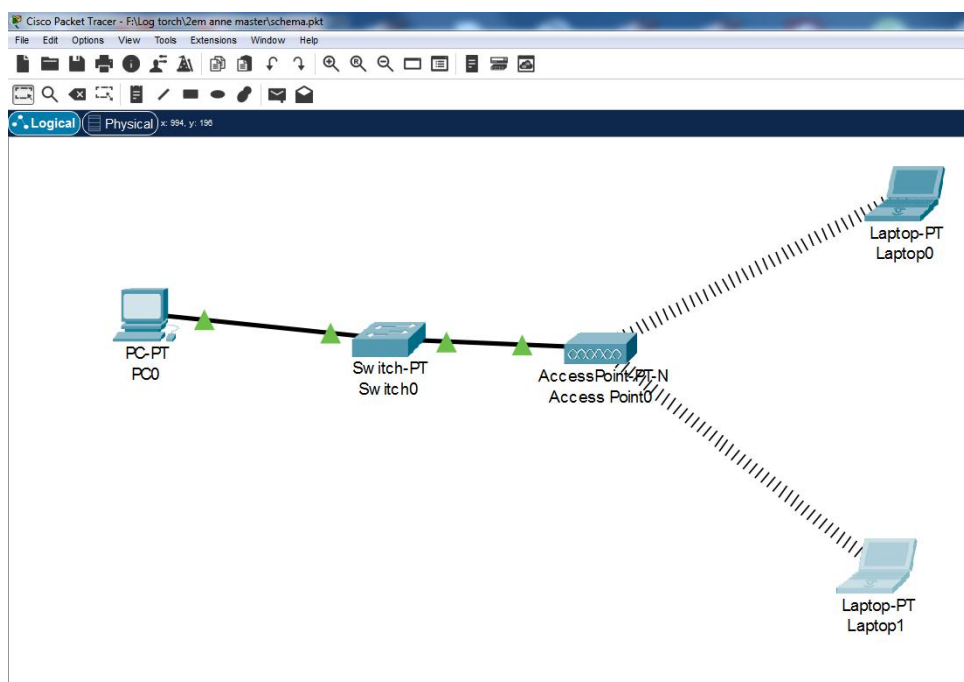 Cisco Packet Tracer - F:\Log torch\2em anne master\schema.pkt
File Edit Options View Tools Extensions Window Help
Logical Physical x: 994, y: 196
Laptop-PT
Laptop0
PC-PT
PC0
Switch-PT
Switch0
AccessPoint-PT-N
Access Point0
Laptop-PT
Laptop1